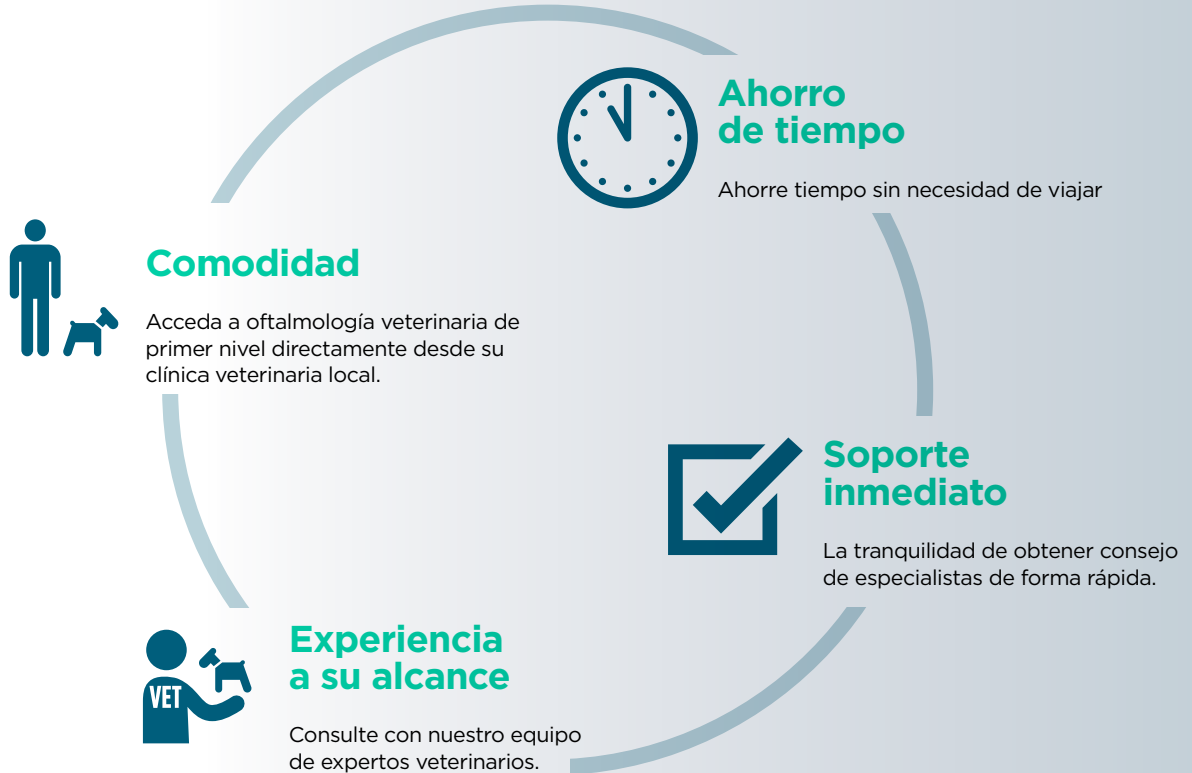 Ahorro
de tiempo
Ahorre tiempo sin necesidad de viajar
Comodidad
Acceda a oftalmología veterinaria de
primer nivel directamente desde su
clínica veterinaria local.
Soporte
inmediato
La tranquilidad de obtener consejo
de especialistas de forma rápida.
Experiencia
a su alcance
VET
Consulte con nuestro equipo
de expertos veterinarios.